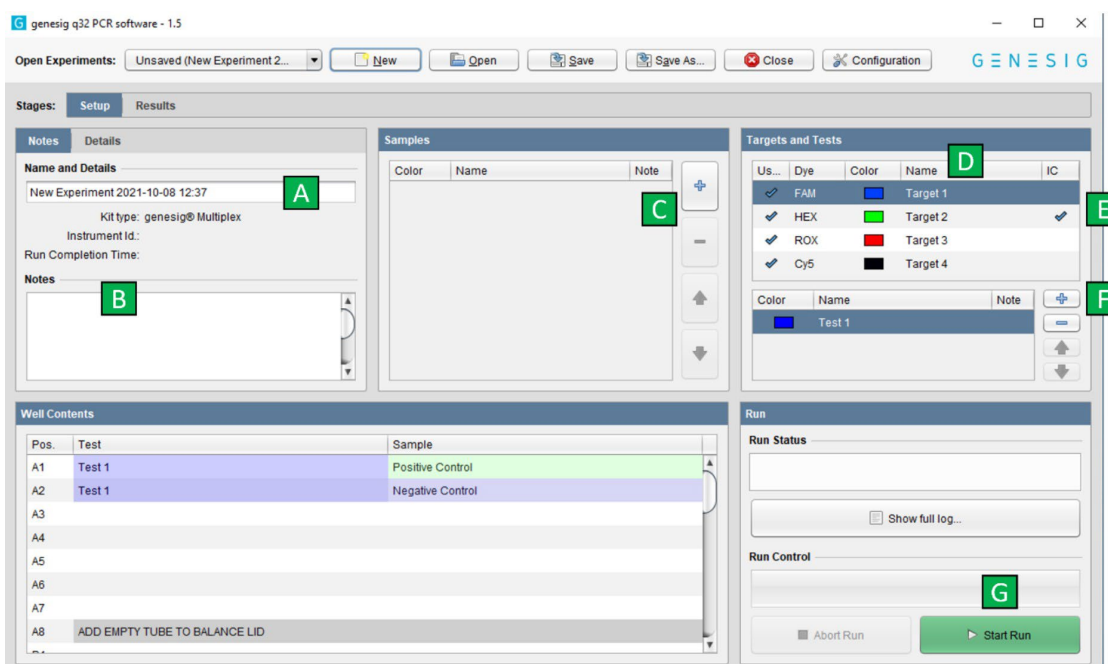 genesig q32 PCR software - 1.5
Open Experiments: Unsaved (New Experiment 2... New Open Save Save As... Close Configuration GENESIG
Stages: Setup Results
Notes Details
Name and Details
New Experiment 2021-10-08 12:37 A
Kit type: genesig® Multiplex
Instrument Id.:
Run Completion Time:
Notes
B
Samples
Color Name Note
C
Targets and Tests
D
Us... Dye Color Name IC
FAM Target 1
HEX Target 2 E
ROX Target 3
Cy5 Target 4
Color Name Note F
Test 1
Well Contents
Pos. Test Sample
A1 Test 1 Positive Control
A2 Test 1 Negative Control
A3
A4
A5
A6
A7
A8 ADD EMPTY TUBE TO BALANCE LID
Run
Run Status
Show full log...
Run Control
G
Abort Run Start Run